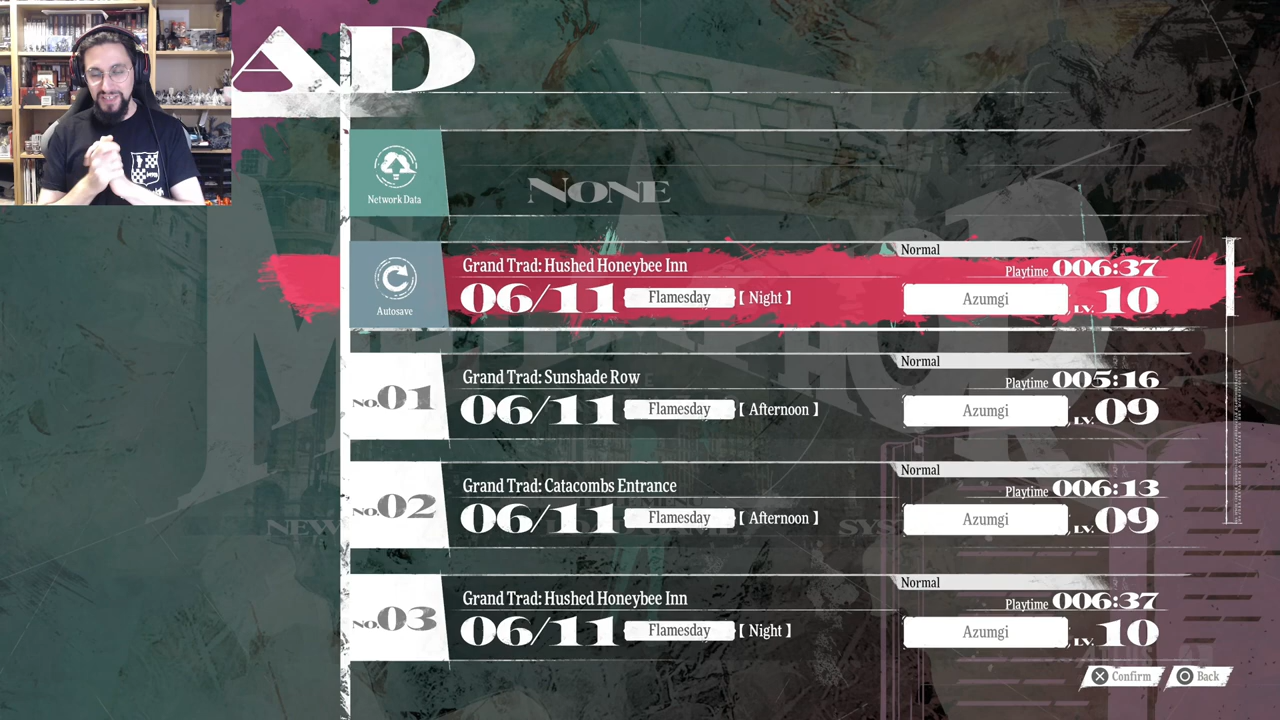 AD
Network Data
NONE
Autosave
Grand Trad: Hushed Honeybee Inn
Normal
Playtime 006:37
06/11 Flamesday [ Night ]
Azumgi LV. 10
No. 01
Grand Trad: Sunshade Row
Normal
Playtime 005:16
06/11 Flamesday [ Afternoon ]
Azumgi LV. 09
No. 02
Grand Trad: Catacombs Entrance
Normal
Playtime 006:13
06/11 Flamesday [ Afternoon ]
Azumgi LV. 09
No. 03
Grand Trad: Hushed Honeybee Inn
Normal
Playtime 006:37
06/11 Flamesday [ Night ]
Azumgi LV. 10
NEW
Confirm Back